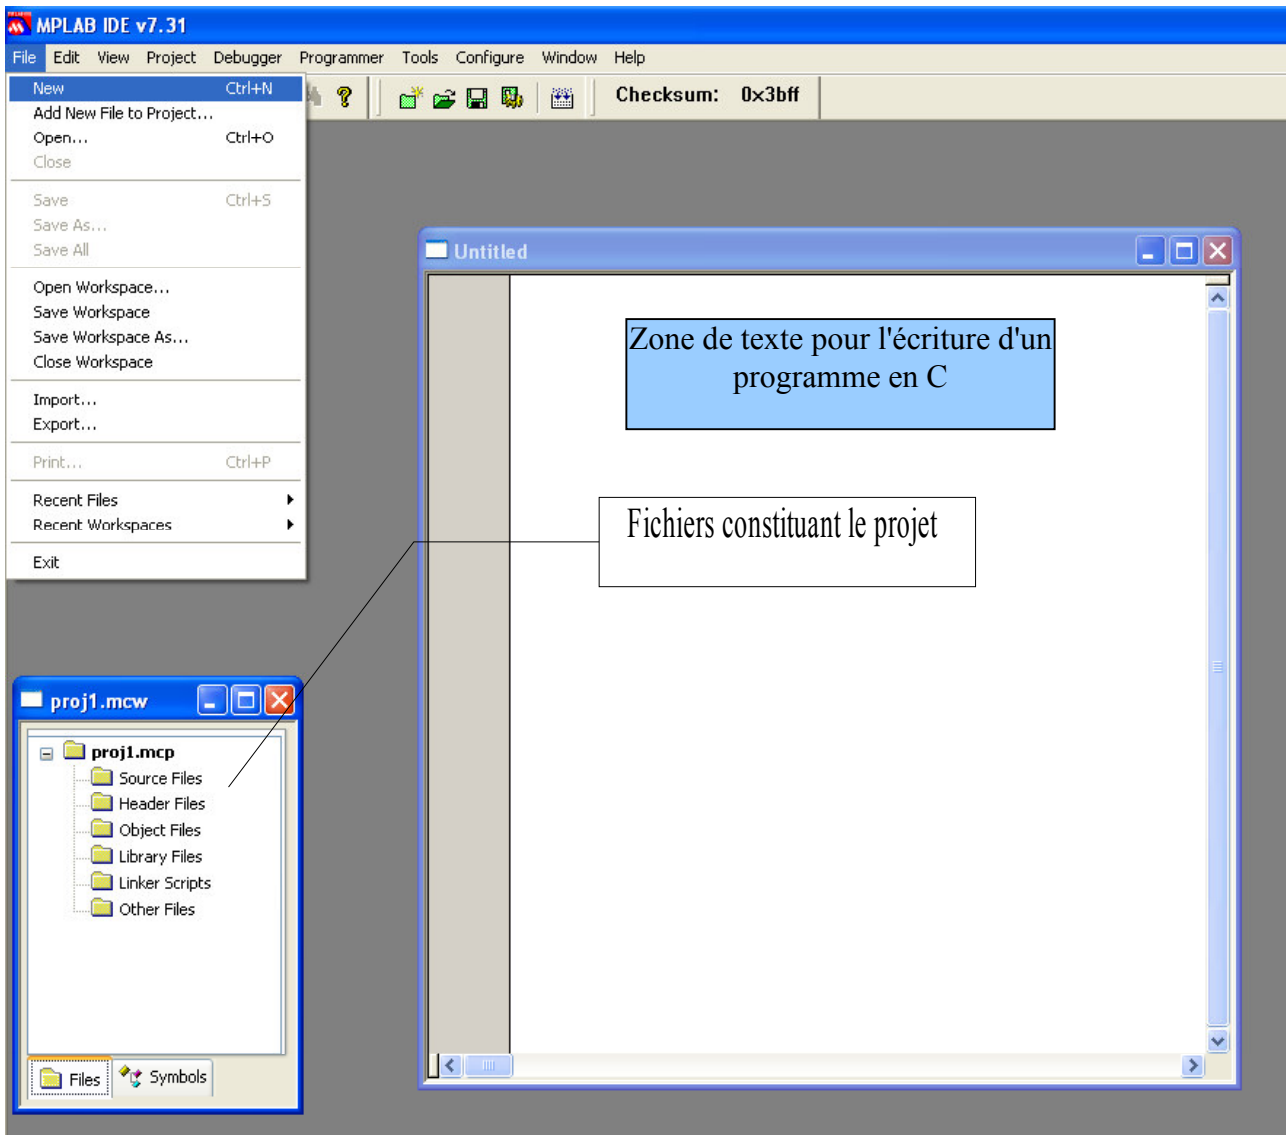 MPLAB IDE v7.31
File Edit View Project Debugger Programmer Tools Configure Window Help
New Ctrl+N
Checksum: 0x3bff
Add New File to Project...
Open... Ctrl+O
Close
Save Ctrl+S
Save As...
Save All
Open Workspace...
Save Workspace
Save Workspace As...
Close Workspace
Import...
Export...
Print... Ctrl+P
Recent Files
Recent Workspaces
Exit
Untitled
Zone de texte pour l'écriture d'un
programme en C
Fichiers constituant le projet
proj1.mcw
proj1.mcp
Source Files
Header Files
Object Files
Library Files
Linker Scripts
Other Files
Files Symbols